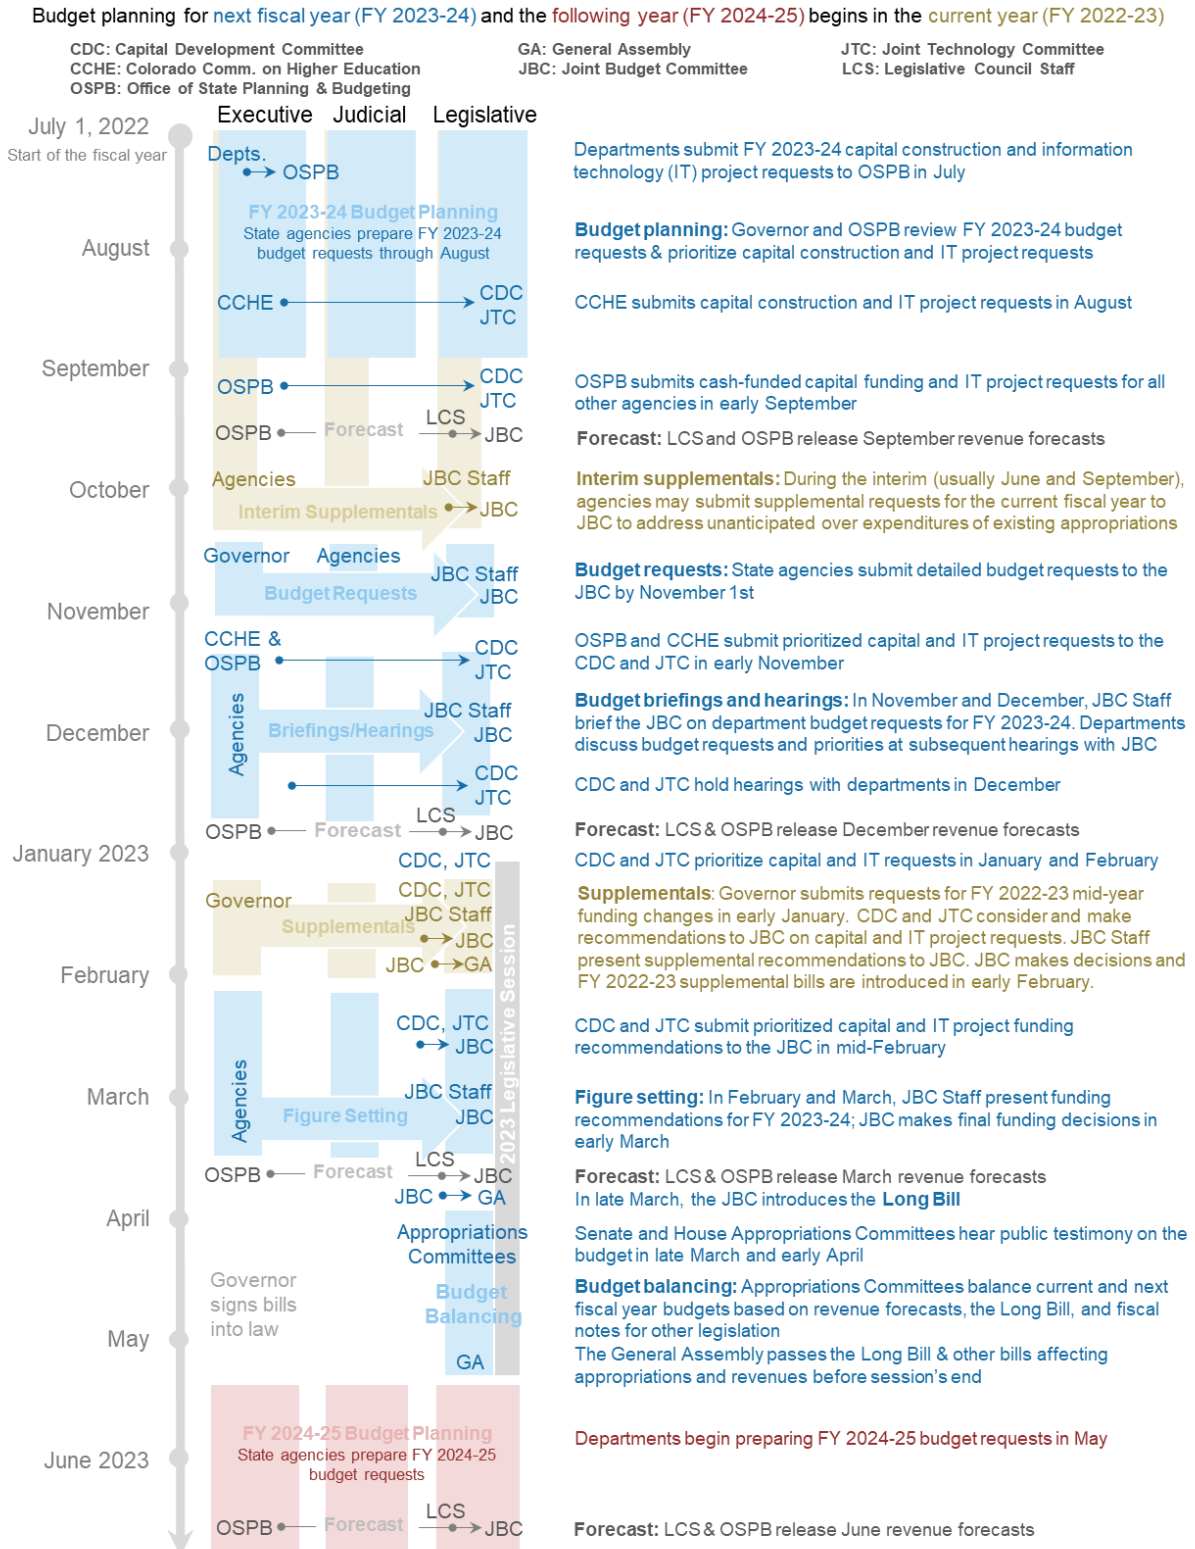 Budget planning for next fiscal year (FY 2023-24) and the following year (FY 2024-25) begins in the current year (FY 2022-23)
CDC: Capital Development Committee
GA: General Assembly
JTC: Joint Technology Committee
CCHE: Colorado Comm. on Higher Education
JBC: Joint Budget Committee
LCS: Legislative Council Staff
OSPB: Office of State Planning & Budgeting
Executive
Judicial
Legislative
July 1, 2022
Start of the fiscal year
Depts.
OSPB
Departments submit FY 2023-24 capital construction and information
technology (IT) project requests to OSPB in July
FY 2023-24 Budget Planning
State agencies prepare FY 2023-24
budget requests through August
August
Budget planning: Governor and OSPB review FY 2023-24 budget
requests & prioritize capital construction and IT project requests
CCHE
CDC
JTC
CCHE submits capital construction and IT project requests in August
September
OSPB
CDC
JTC
OSPB submits cash-funded capital funding and IT project requests for all
other agencies in early September
OSPB
Forecast
LCS
JBC
Forecast: LCS and OSPB release September revenue forecasts
October
Agencies
JBC Staff
Interim Supplementals
JBC
Interim supplementals: During the interim (usually June and September),
agencies may submit supplemental requests for the current fiscal year to
JBC to address unanticipated over expenditures of existing appropriations
Governor
Agencies
JBC Staff
Budget Requests
JBC
Budget requests: State agencies submit detailed budget requests to the
JBC by November 1st
November
CCHE &
OSPB
CDC
JTC
OSPB and CCHE submit prioritized capital and IT project requests to the
CDC and JTC in early November
December
Agencies
JBC Staff
Briefings/Hearings
JBC
Budget briefings and hearings: In November and December, JBC Staff
brief the JBC on department budget requests for FY 2023-24. Departments
discuss budget requests and priorities at subsequent hearings with JBC
CDC
JTC
CDC and JTC hold hearings with departments in December
OSPB
Forecast
LCS
JBC
Forecast: LCS & OSPB release December revenue forecasts
January 2023
CDC, JTC
CDC and JTC prioritize capital and IT requests in January and February
2023 Legislative Session
Governor
CDC, JTC
JBC Staff
Supplementals
JBC
JBC
GA
Supplementals: Governor submits requests for FY 2022-23 mid-year
funding changes in early January. CDC and JTC consider and make
recommendations to JBC on capital and IT project requests. JBC Staff
present supplemental recommendations to JBC. JBC makes decisions and
FY 2022-23 supplemental bills are introduced in early February.
February
CDC, JTC
JBC
CDC and JTC submit prioritized capital and IT project funding
recommendations to the JBC in mid-February
March
Agencies
JBC Staff
Figure Setting
JBC
Figure setting: In February and March, JBC Staff present funding
recommendations for FY 2023-24; JBC makes final funding decisions in
early March
OSPB
Forecast
LCS
JBC
Forecast: LCS & OSPB release March revenue forecasts
JBC
GA
In late March, the JBC introduces the Long Bill
April
Appropriations
Committees
Senate and House Appropriations Committees hear public testimony on the
budget in late March and early April
Governor
signs bills
into law
Budget
Balancing
Budget balancing: Appropriations Committees balance current and next
fiscal year budgets based on revenue forecasts, the Long Bill, and fiscal
notes for other legislation
May
GA
The General Assembly passes the Long Bill & other bills affecting
appropriations and revenues before session's end
FY 2024-25 Budget Planning
State agencies prepare FY 2024-25
budget requests
Departments begin preparing FY 2024-25 budget requests in May
June 2023
OSPB
Forecast
LCS
JBC
Forecast: LCS & OSPB release June revenue forecasts